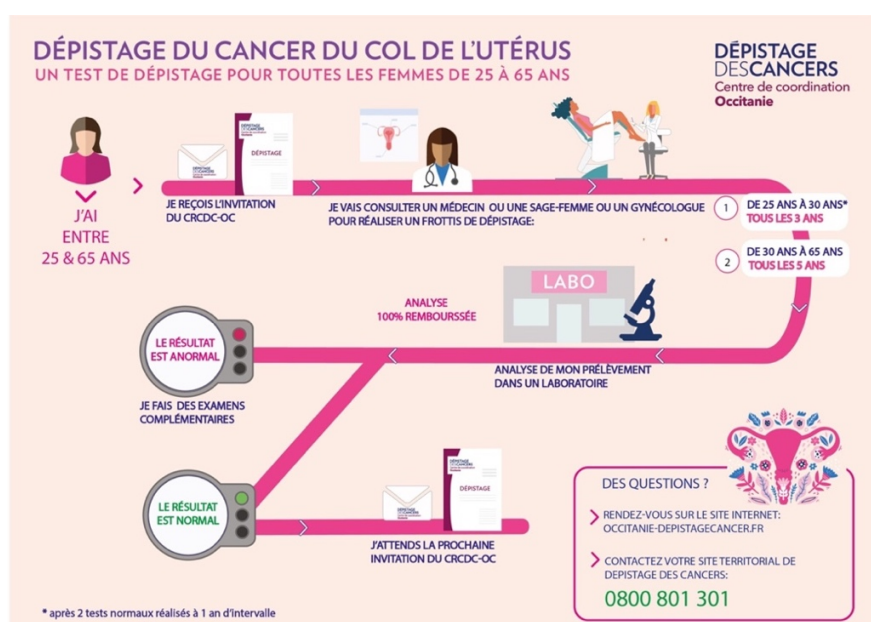 DÉPISTAGE DU CANCER DU COL DE L'UTÉRUS
UN TEST DE DÉPISTAGE POUR TOUTES LES FEMMES DE 25 À 65 ANS
DÉPISTAGE
DESCANCERS
Centre de coordination
Occitanie
J'AI
ENTRE
25 & 65 ANS
DÉPISTAGE
DESCANCERS
Occitanie
DÉPISTAGE
JE REÇOIS L'INVITATION
DU CRCDC-OC
JE VAIS CONSULTER UN MÉDECIN OU UNE SAGE-FEMME OU UN GYNÉCOLOGUE
POUR RÉALISER UN FROTTIS DE DÉPISTAGE:
1
DE 25 ANS À 30 ANS*
TOUS LES 3 ANS
2
DE 30 ANS À 65 ANS
TOUS LES 5 ANS
LABO
ANALYSE
100% REMBOURSSÉE
ANALYSE DE MON PRÉLÈVEMENT
DANS UN LABORATOIRE
LE RÉSULTAT
EST ANORMAL
JE FAIS DES EXAMENS
COMPLÉMENTAIRES
LE RÉSULTAT
EST NORMAL
DÉPISTAGE
DESCANCERS
Occitanie
DÉPISTAGE
J'ATTENDS LA PROCHAINE
INVITATION DU CRCDC-OC
DES QUESTIONS ?
RENDEZ-VOUS SUR LE SITE INTERNET:
OCCITANIE-DEPISTAGECANCER.FR
CONTACTEZ VOTRE SITE TERRITORIAL DE
DEPISTAGE DES CANCERS:
0800 801 301
* après 2 tests normaux réalisés à 1 an d'intervalle